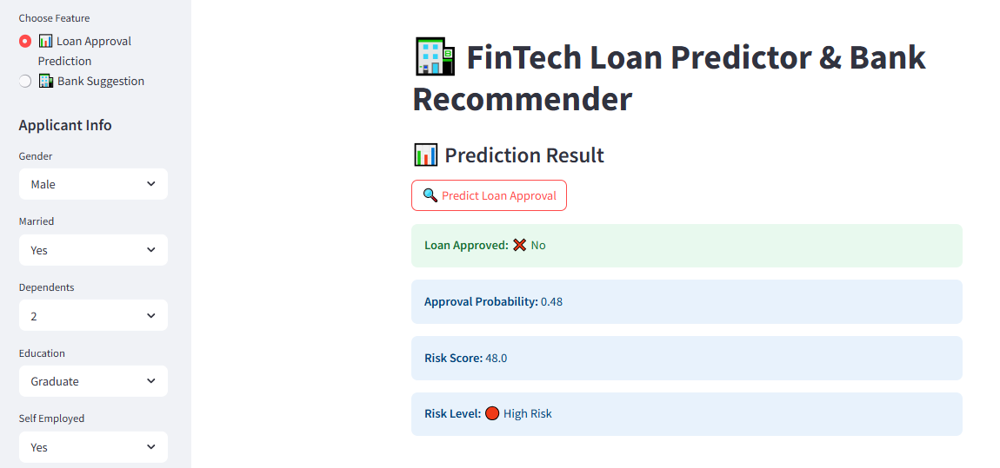 Choose Feature
📊 Loan Approval
Prediction
🏦 Bank Suggestion
Applicant Info
Gender
Male
Married
Yes
Dependents
2
Education
Graduate
Self Employed
Yes
🏦 FinTech Loan Predictor & Bank
Recommender
📊 Prediction Result
🔍 Predict Loan Approval
Loan Approved: ❌ No
Approval Probability: 0.48
Risk Score: 48.0
Risk Level: 🔴 High Risk